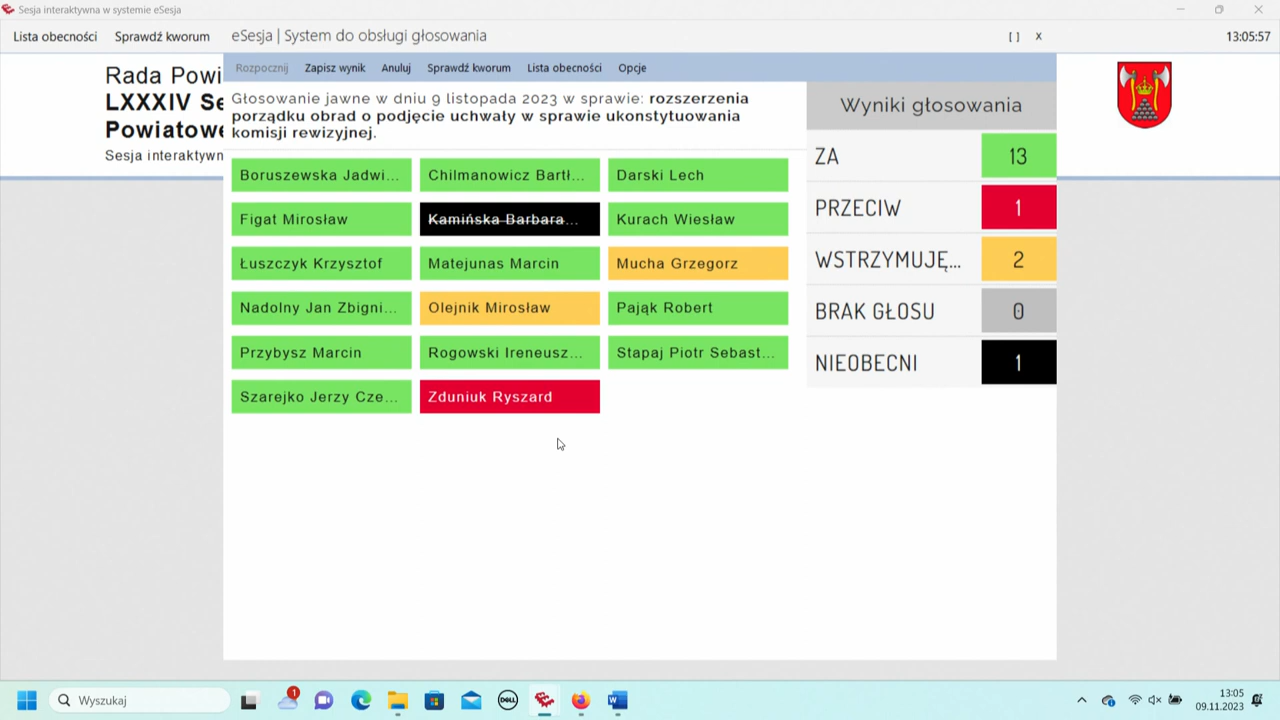 Sesja interaktywna w systemie eSesja
Lista obecności Sprawdź kworum eSesja | System do obsługi głosowania [ ] x 13:05:57
Rozpocznij Zapisz wynik Anuluj Sprawdź kworum Lista obecności Opcje
Rada Powi
LXXXIV Se
Powiatowe
Sesja interaktywn
Głosowanie jawne w dniu 9 listopada 2023 w sprawie: rozszerzenia
porządku obrad o podjęcia uchwały w sprawie ukonstytuowania
komisji rewizyjnej.
Boruszewska Jadwi... Chilmanowicz Bartł... Darski Lech
Figat Mirosław Kamińska Barbara... Kurach Wiesław
Łuszczyk Krzysztof Matejunas Marcin Mucha Grzegorz
Nadolny Jan Zbigni... Olejnik Mirosław Pająk Robert
Przybysz Marcin Rogowski Ireneusz... Stapaj Piotr Sebast...
Szarejko Jerzy Cze... Zduniuk Ryszard
Wyniki głosowania
ZA 13
PRZECIW 1
WSTRZYMUJĘ... 2
BRAK GŁOSU 0
NIEOBECNI 1
Wyszukaj
1
DELL
W
13:05
09.11.2023